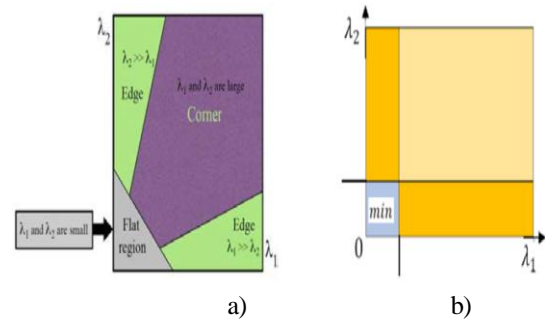 λ2
λ2 >> λ1
Edge
λ1 and λ2 are large
Corner
λ1 and λ2 are small
Flat
region
Edge
λ1 >> λ2
λ1
a)
λ2
min
0
λ1
b)